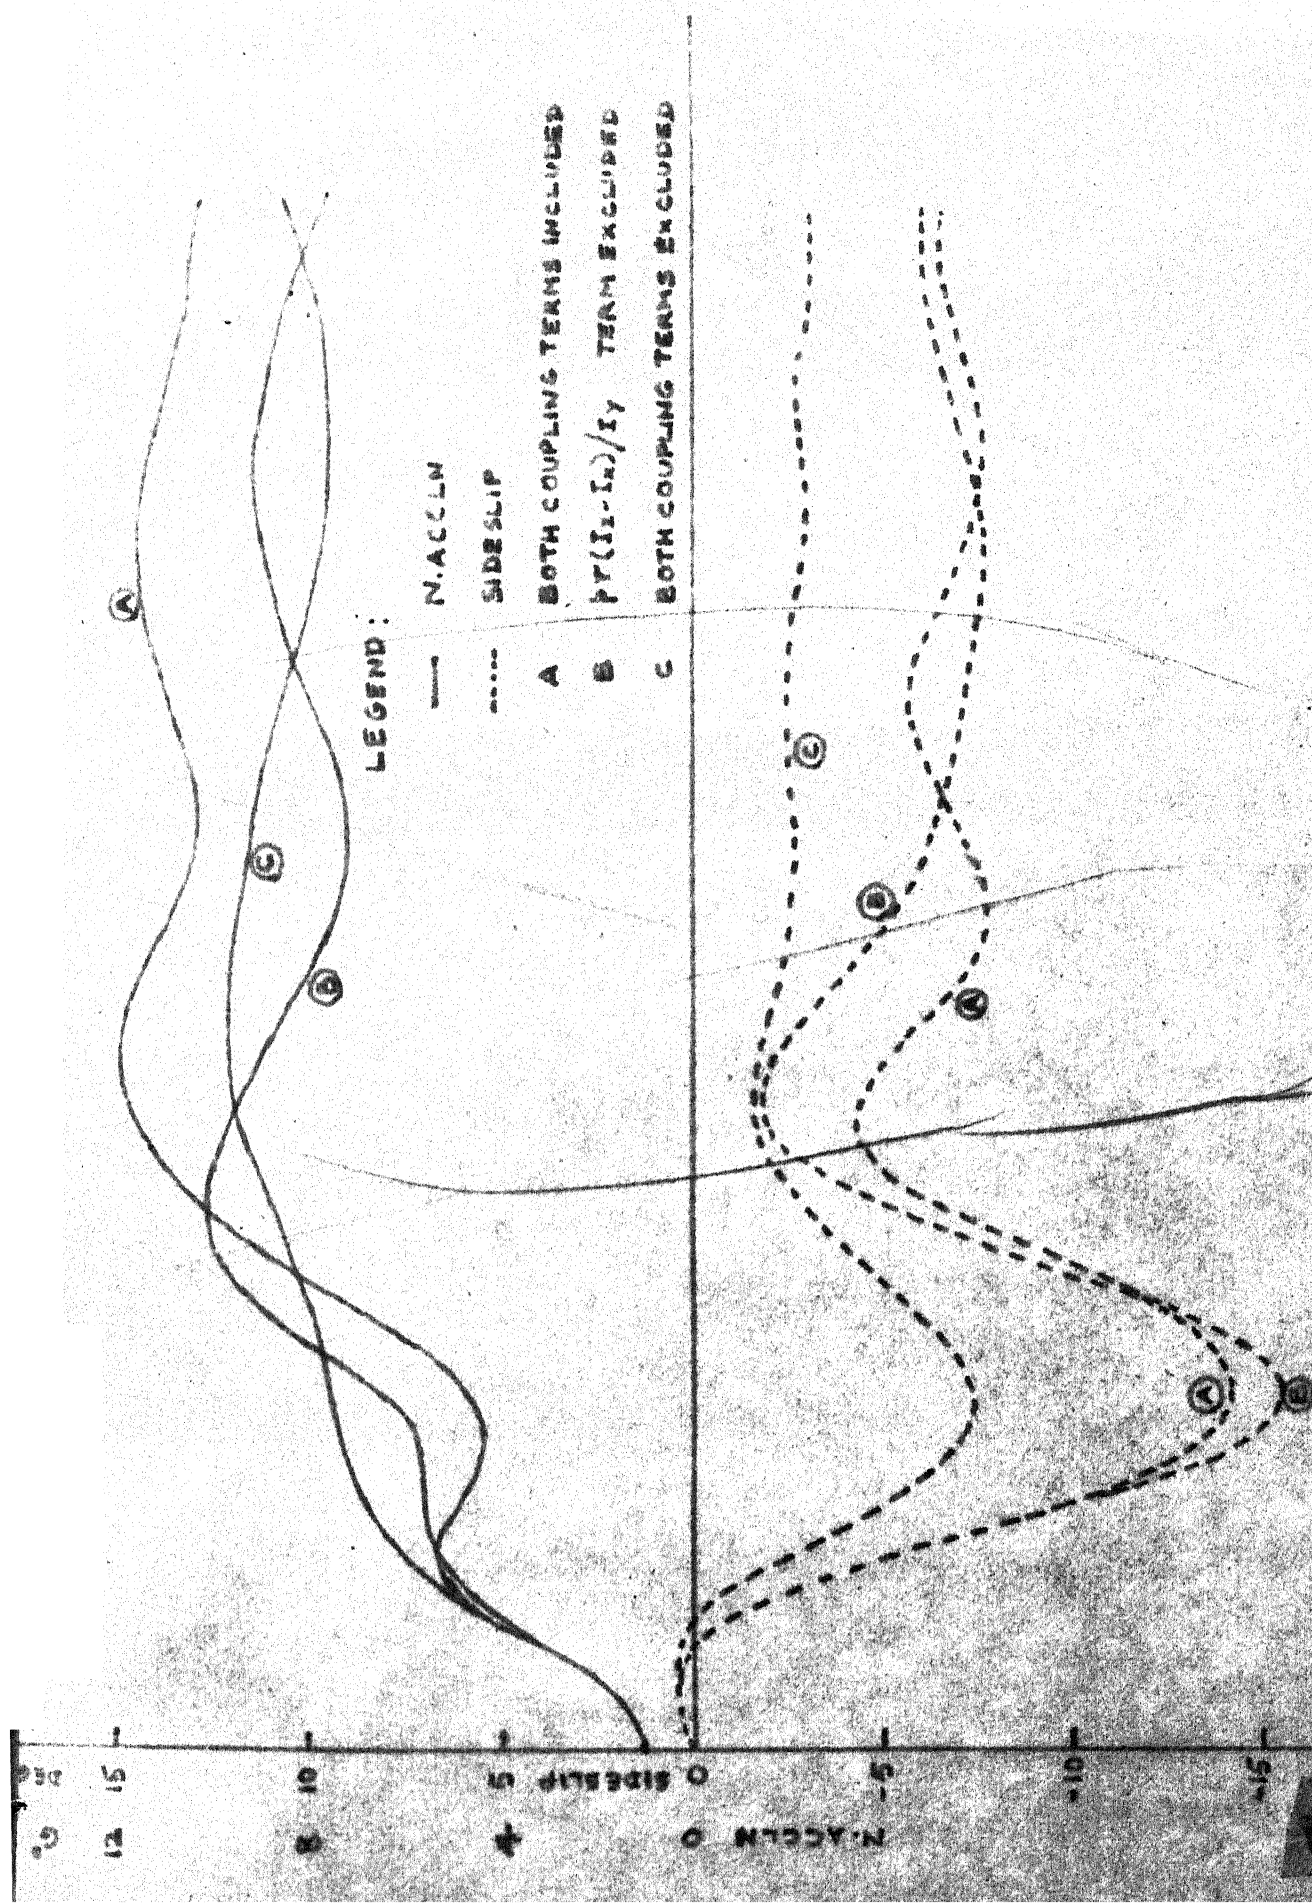 LEGEND:
N. ACCLN
SIDESLIP
A BOTH COUPLING TERMS INCLUDED
B pr(Iz-Ix)/Iy TERM EXCLUDED
C BOTH COUPLING TERMS EXCLUDED
A
C
B
C
B
A
A
B
DEG
15
10
SIDESLIP 5
0
-5
-10
-15
'G'
12
8
4
0
N. ACCLN